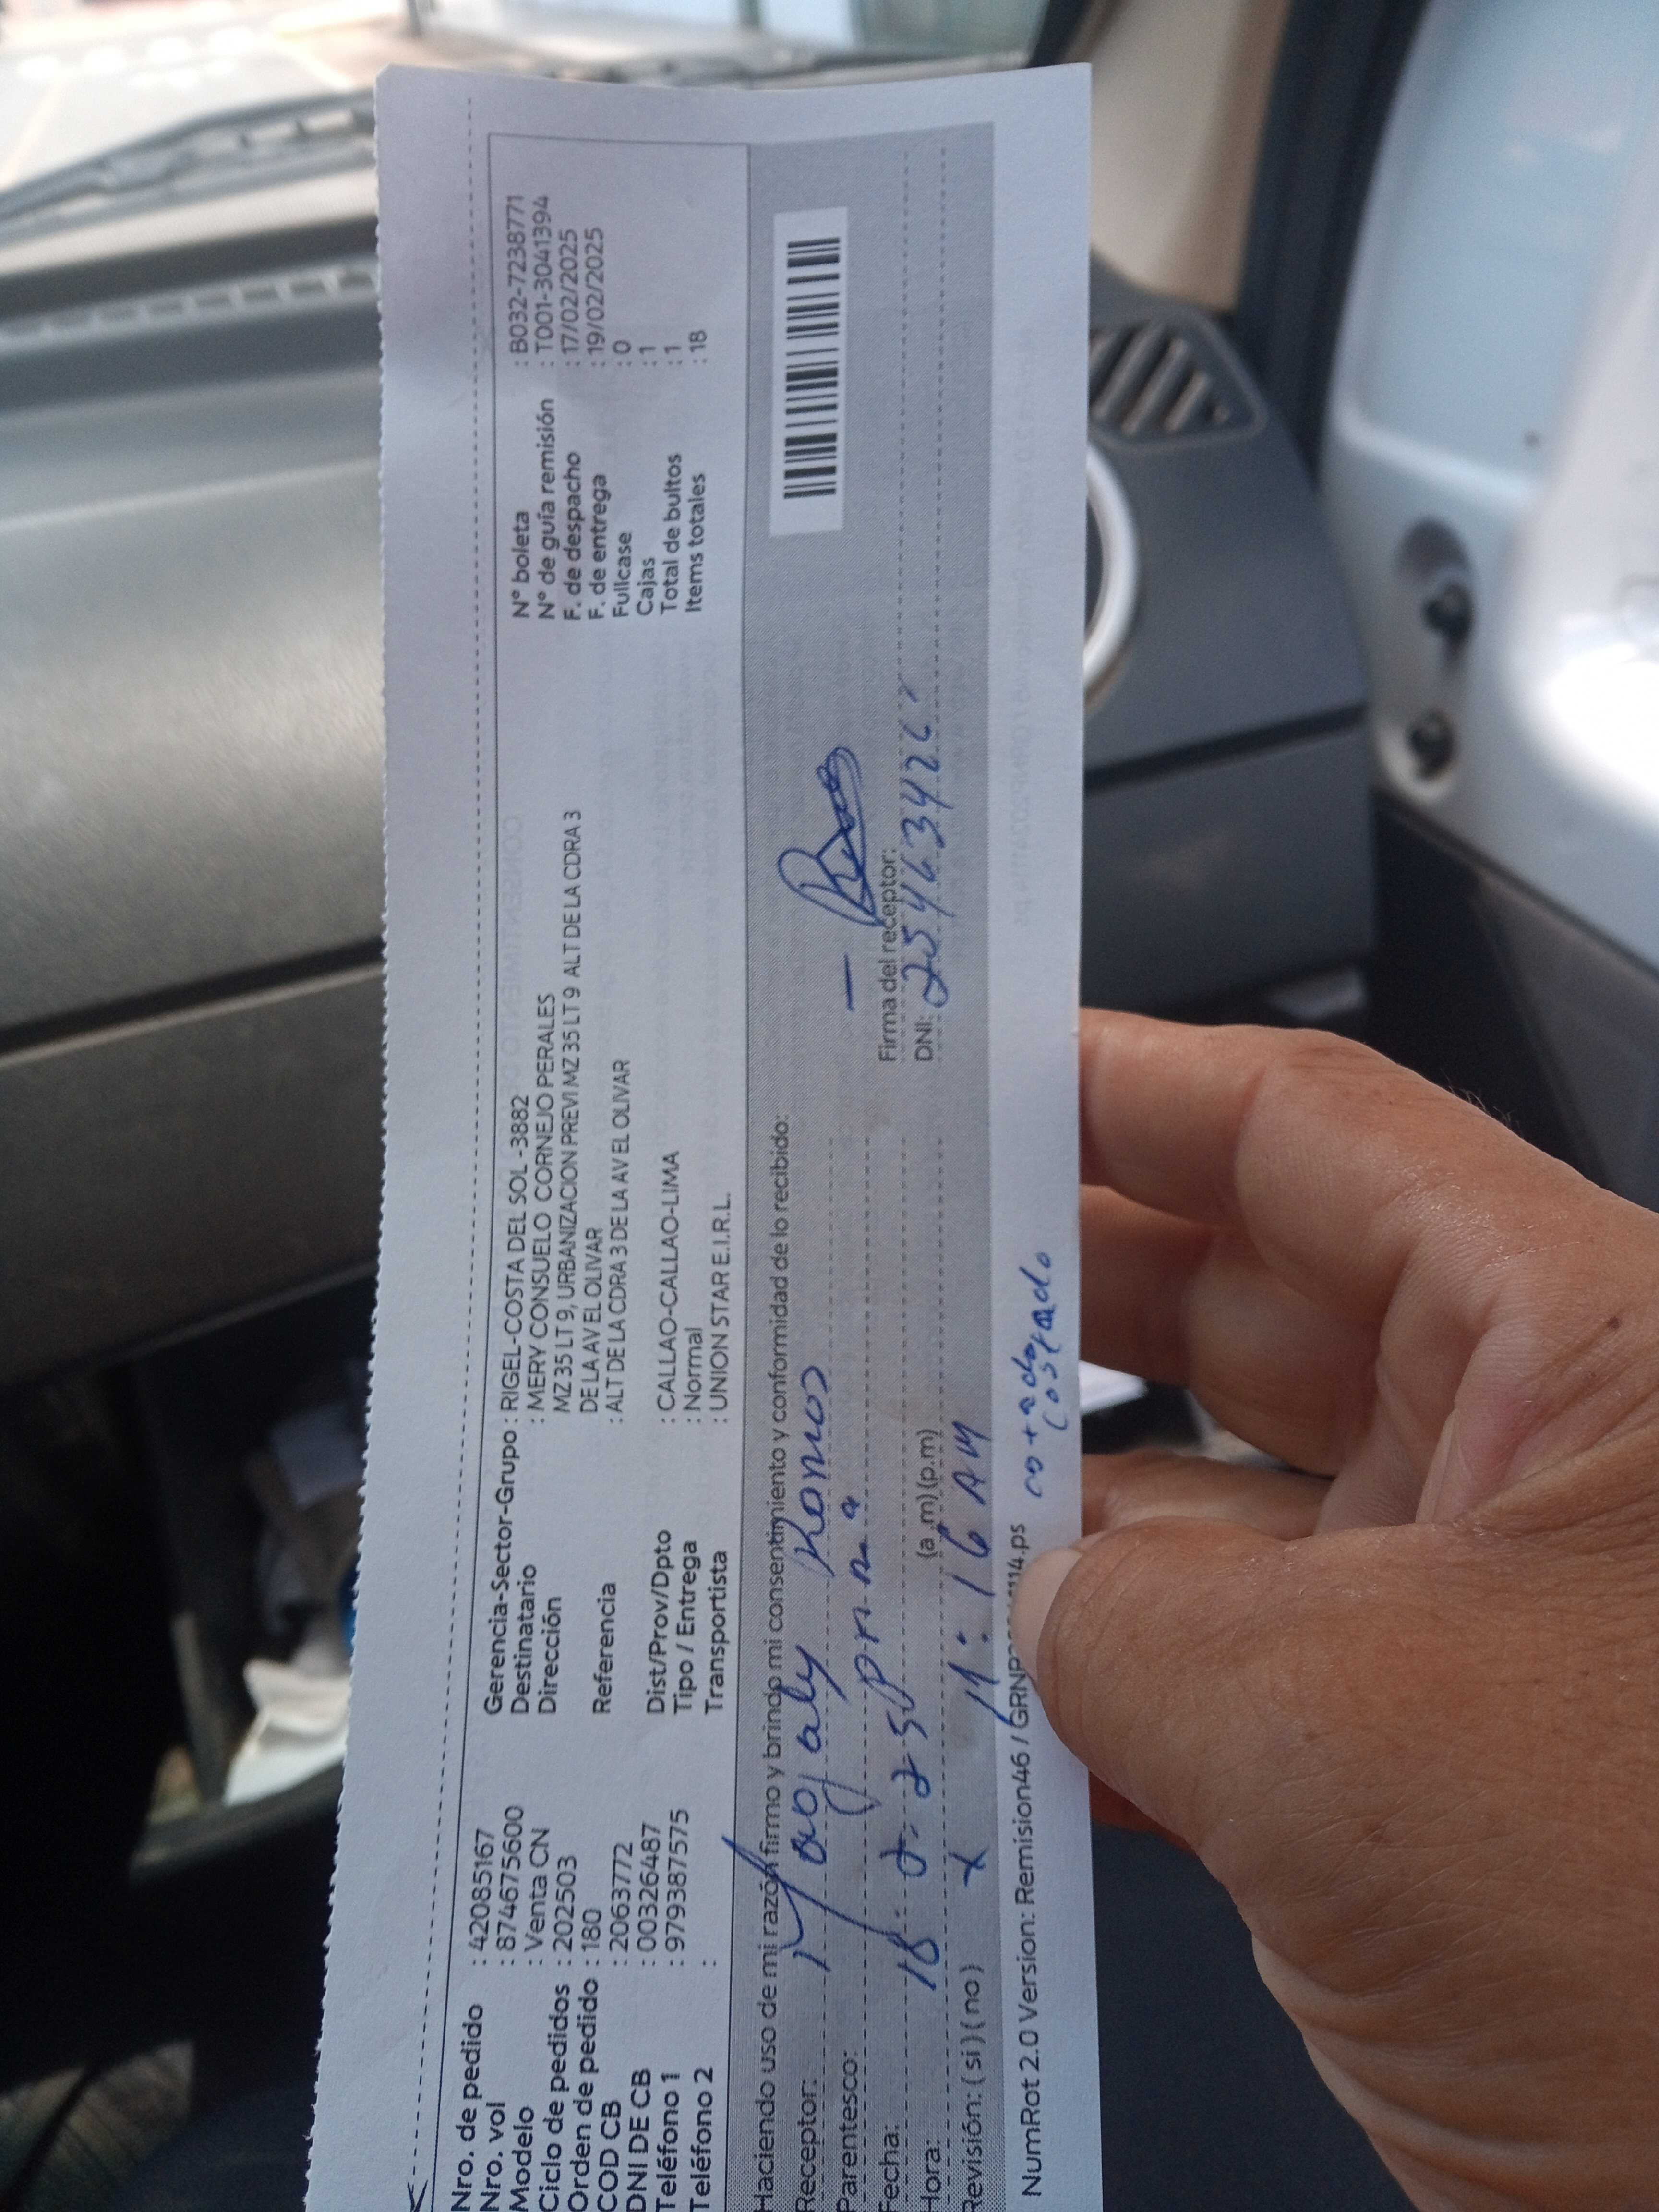 Nro. de pedido : 42085167
Nro. vol : 874675600
Modelo : Venta CN
Ciclo de pedidos : 202503
Orden de pedido : 180
COD CB : 2063772
DNI DE CB : 003326487
Teléfono 1 : 979387575
Teléfono 2 :
Gerencia-Sector-Grupo : RIGEL-COSTA DEL SOL -3882
Destinatario : MERY CONSUELO CORNEJO PERALES
Dirección MZ 35 LT 9, URBANIZACION PREVI MZ 35 LT 9 ALT DE LA CDRA 3
DE LA AV EL OLIVAR
Referencia : ALT DE LA CDRA 3 DE LA AV EL OLIVAR
Dist/Prov/Dpto : CALLAO-CALLAO-LIMA
Tipo / Entrega : Normal
Transportista : UNION STAR E.I.R.L.
N° boleta : B032-7238771
N° de guía remisión : T001-3041394
F. de despacho : 17/02/2025
F. de entrega : 19/02/2025
Fullcase : 0
Cajas : 1
Total de bultos : 1
Items totales : 18
Haciendo uso de mi razón firmo y brindo mi consentimiento y conformidad de lo recibido:
Receptor: Magaly Ramos
Parentesco: prima
Fecha: 18-2-25
Hora: (a.m)(p.m)
Revisión: ( si ) ( no ) x 11:16 AM
Firma del receptor:
DNI:
NumRot 2.0 Version: Remision46 / GRNP 114.ps
costado